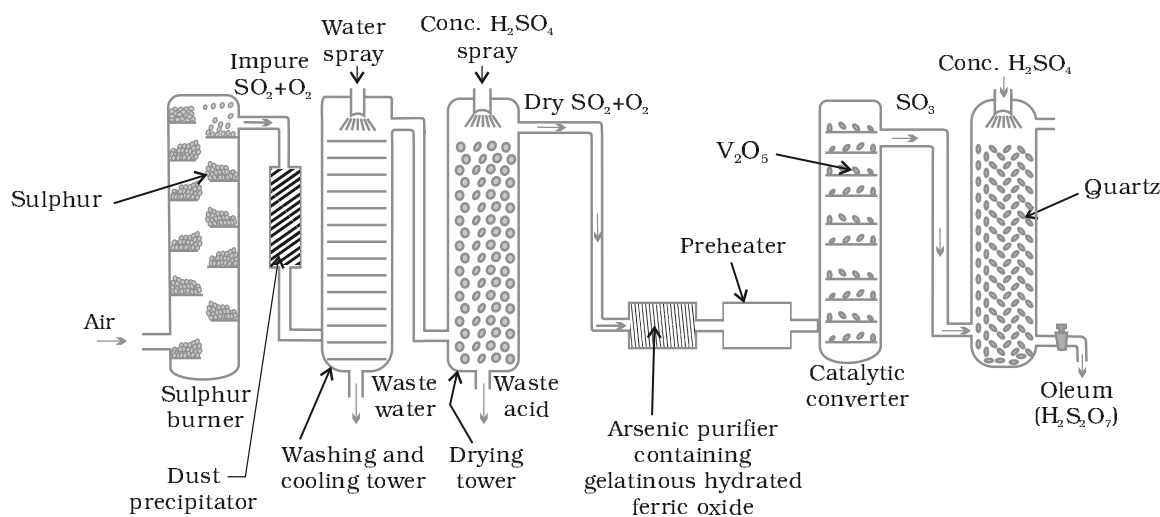 Impure
SO₂+O₂
Water
spray
Conc. H₂SO₄
spray
Dry SO₂+O₂
SO₃
Conc. H₂SO₄
V₂O₅
Sulphur
Quartz
Preheater
Air
Sulphur
burner
Waste
water
Waste
acid
Catalytic
converter
Oleum
(H₂S₂O₇)
Dust
precipitator
Washing and
cooling tower
Drying
tower
Arsenic purifier
containing
gelatinous hydrated
ferric oxide